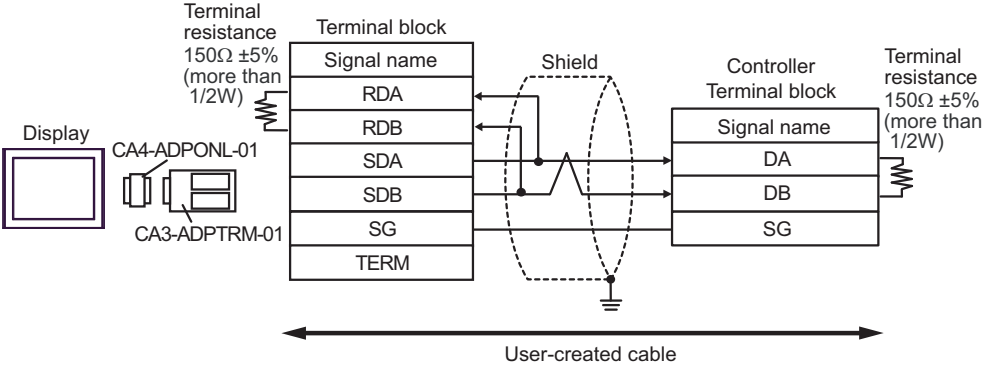 Terminal
resistance
150Ω ±5%
(more than
1/2W)
Terminal block
Signal name
RDA
RDB
SDA
SDB
SG
TERM
Display
CA4-ADPONL-01
CA3-ADPTRM-01
Shield
Controller
Terminal block
Signal name
DA
DB
SG
Terminal
resistance
150Ω ±5%
(more than
1/2W)
User-created cable